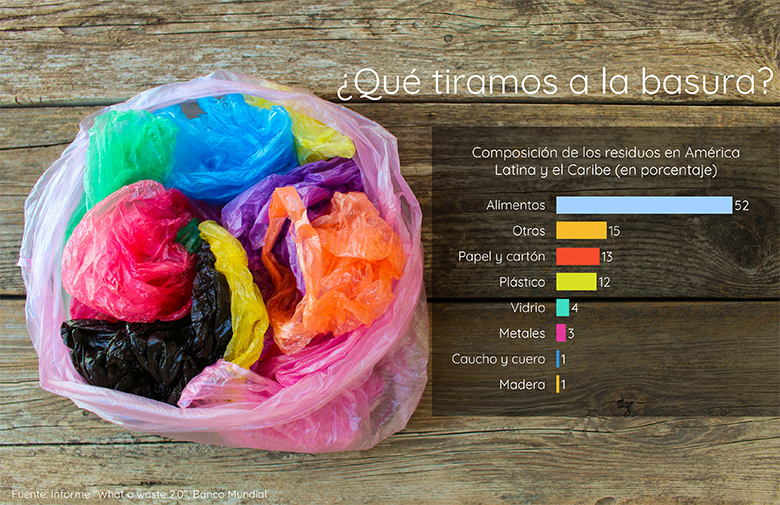 ¿Qué tiramos a la basura?
Composición de los residuos en América
Latina y el Caribe (en porcentaje)
Alimentos 52
Otros 15
Papel y cartón 13
Plástico 12
Vidrio 4
Metales 3
Caucho y cuero 1
Madera 1
Fuente: Informe "What a waste 2.0", Banco Mundial